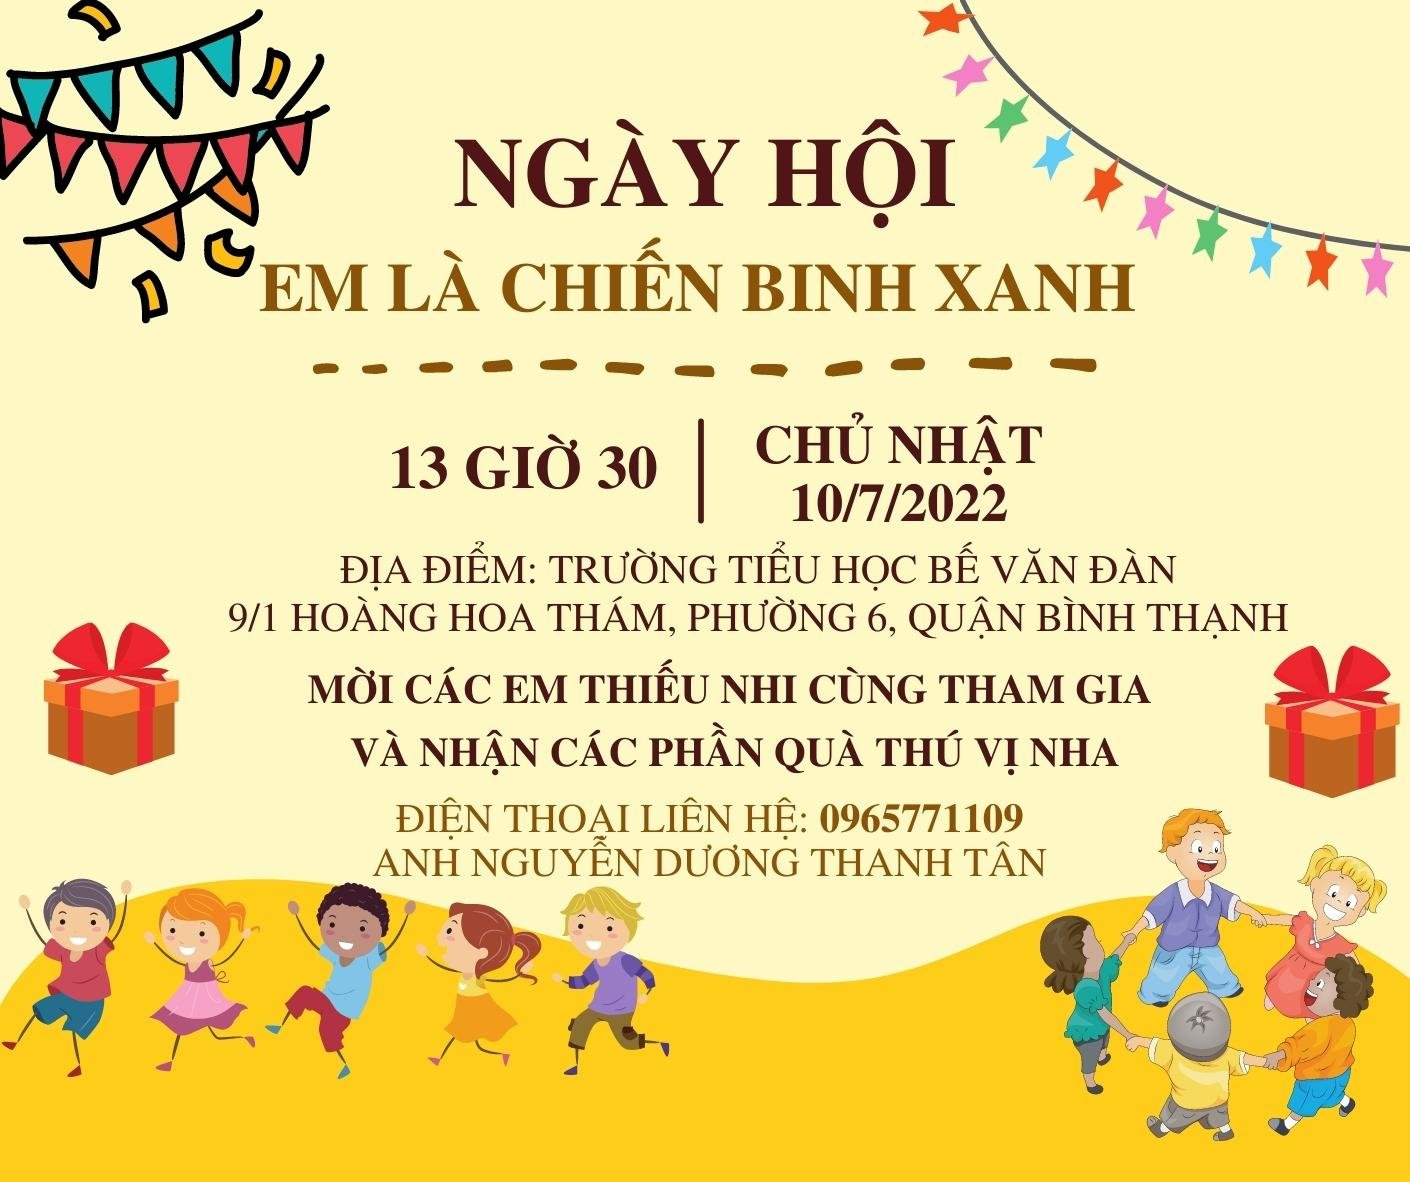 NGÀY HỘI
EM LÀ CHIẾN BINH XANH
13 GIỜ 30
CHỦ NHẬT
10/7/2022
ĐỊA ĐIỂM: TRƯỜNG TIỂU HỌC BẾ VĂN ĐÀN
9/1 HOÀNG HOA THÁM, PHƯỜNG 6, QUẬN BÌNH THẠNH
MỜI CÁC EM THIẾU NHI CÙNG THAM GIA
VÀ NHẬN CÁC PHẦN QUÀ THÚ VỊ NHA
ĐIỆN THOẠI LIÊN HỆ: 0965771109
ANH NGUYỄN DƯƠNG THANH TÂN